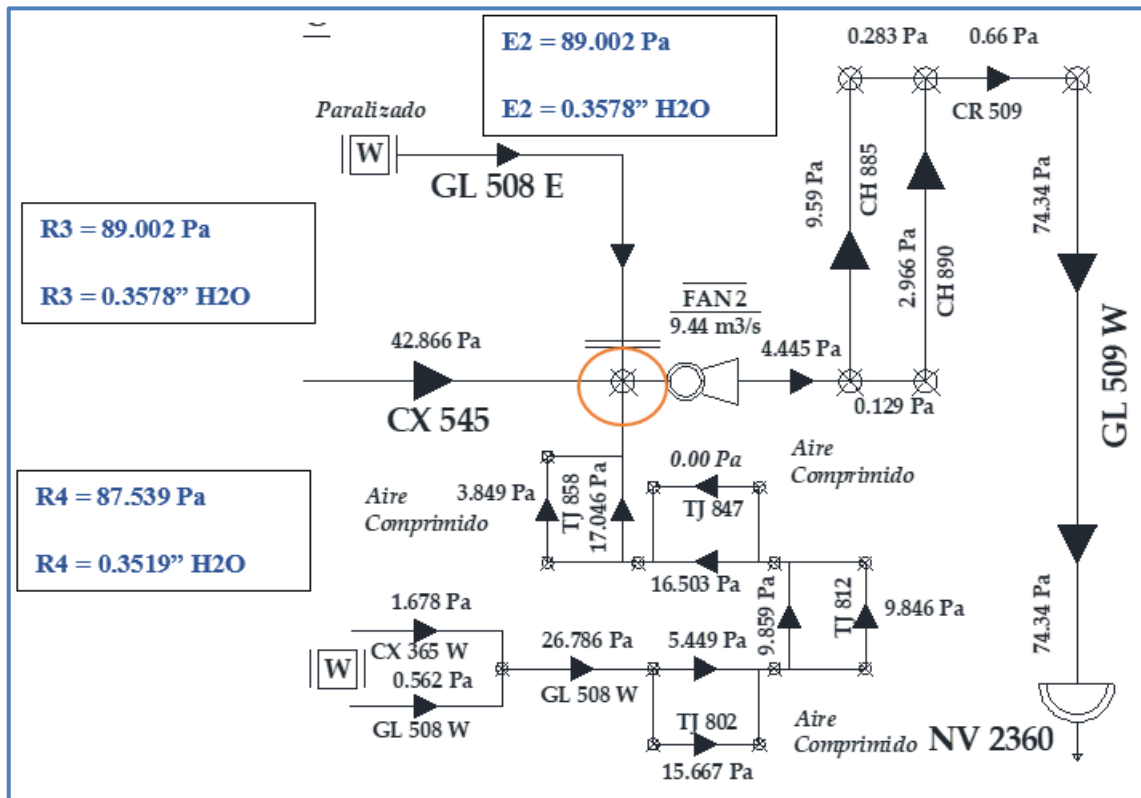 E2 = 89.002 Pa
E2 = 0.3578” H2O
0.283 Pa
0.66 Pa
CR 509
Paralizado
W
GL 508 E
9.59 Pa
CH 885
2.966 Pa
CH 890
74.34 Pa
R3 = 89.002 Pa
R3 = 0.3578” H2O
FAN 2
9.44 m3/s
42.866 Pa
4.445 Pa
CX 545
0.129 Pa
GL 509 W
R4 = 87.539 Pa
R4 = 0.3519” H2O
Aire
Comprimido
3.849 Pa
TJ 858
17.046 Pa
0.00 Pa
TJ 847
Aire
Comprimido
16.503 Pa
9.859 Pa
TJ 812
9.846 Pa
1.678 Pa
CX 365 W
W
0.562 Pa
GL 508 W
26.786 Pa
GL 508 W
5.449 Pa
TJ 802
15.667 Pa
Aire
Comprimido
NV 2360
74.34 Pa